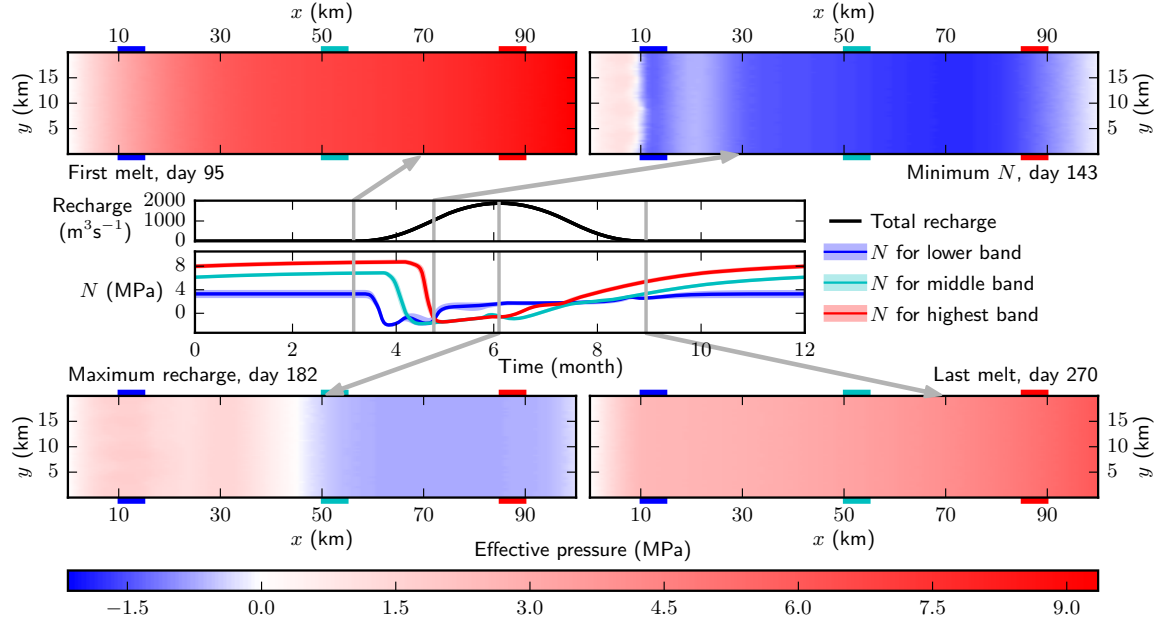 x (km)
x (km)
10 30 50 70 90
10 30 50 70 90
y (km)
15
10
5
15
10
5
y (km)
First melt, day 95
Minimum N, day 143
Recharge
(m³s⁻¹)
2000
1000
0
N (MPa)
8
4
0
0 2 4 6 8 10 12
Time (month)
Total recharge
N for lower band
N for middle band
N for highest band
Maximum recharge, day 182
Last melt, day 270
y (km)
15
10
5
15
10
5
y (km)
10 30 50 70 90
10 30 50 70 90
x (km)
x (km)
Effective pressure (MPa)
−1.5 0.0 1.5 3.0 4.5 6.0 7.5 9.0